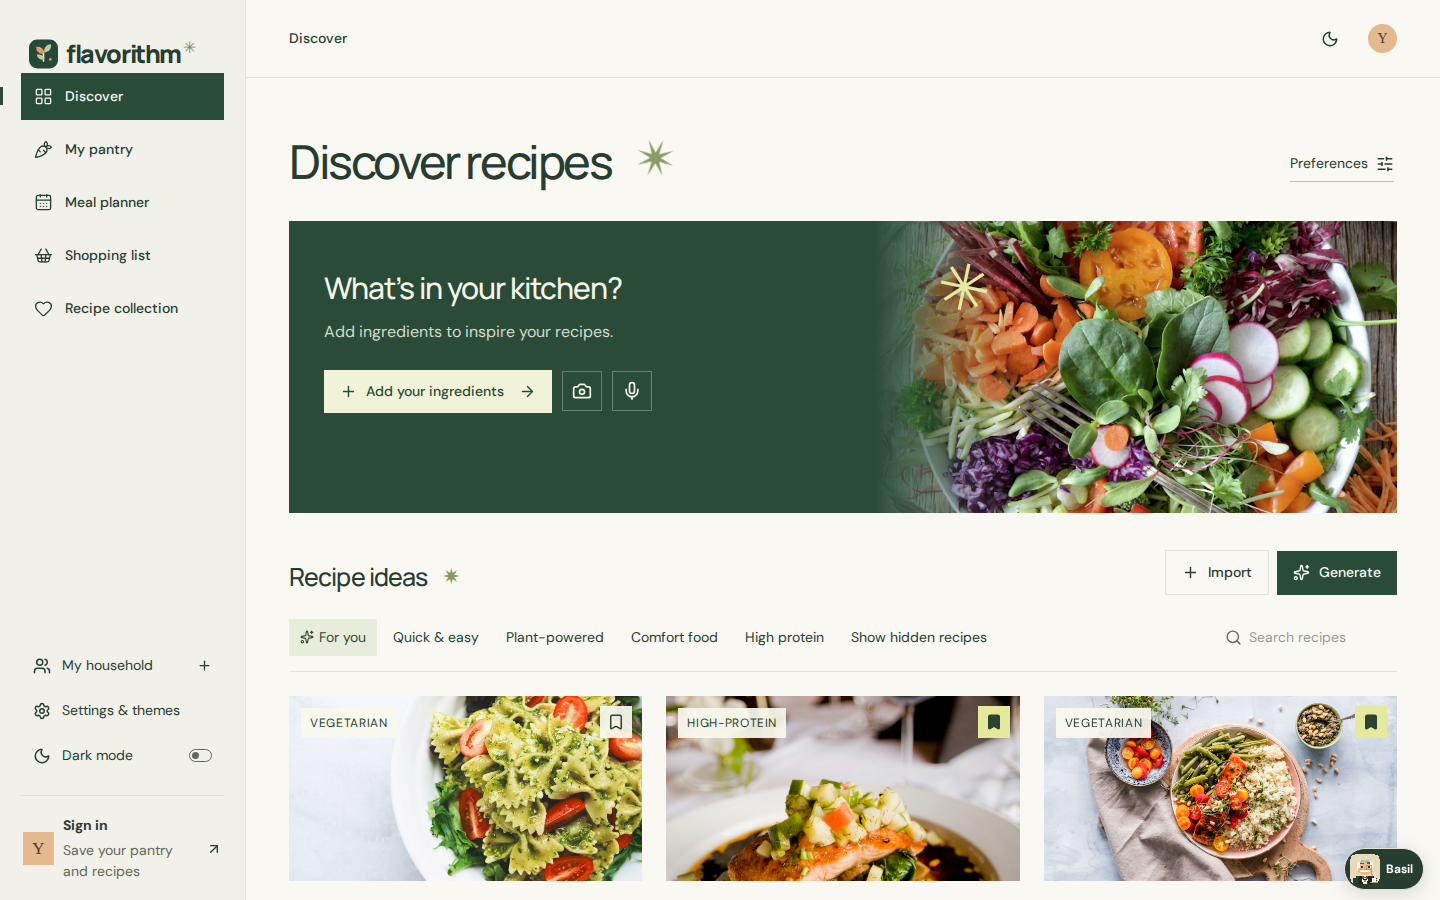 flavorithm
Discover
My pantry
Meal planner
Shopping list
Recipe collection
My household
Settings & themes
Dark mode
Y
Sign in
Save your pantry
and recipes
Discover
Y
Discover recipes
Preferences
What's in your kitchen?
Add ingredients to inspire your recipes.
Add your ingredients
Recipe ideas
Import
Generate
For you
Quick & easy
Plant-powered
Comfort food
High protein
Show hidden recipes
Search recipes
VEGETARIAN
HIGH-PROTEIN
VEGETARIAN
Basil